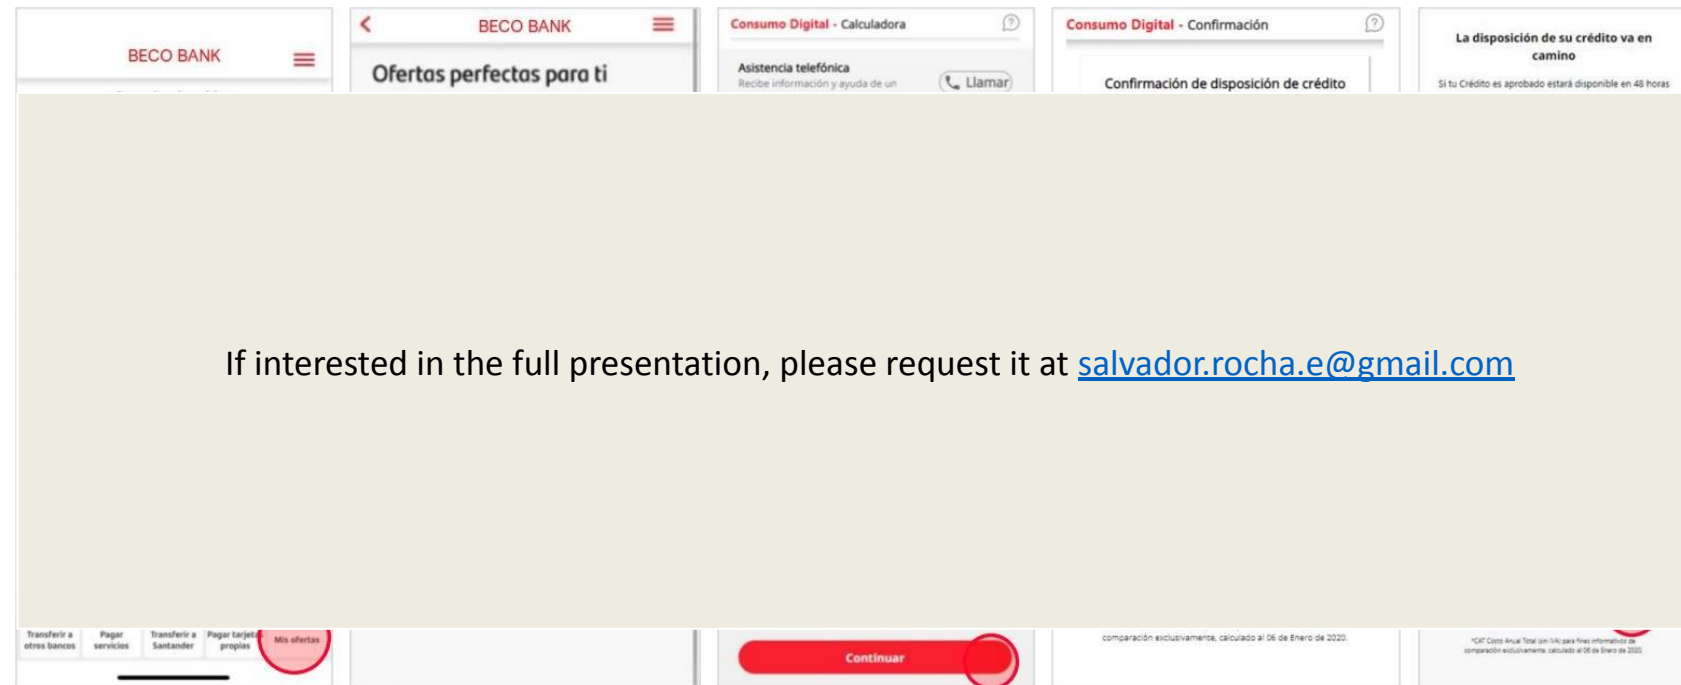 BECO BANK
BECO BANK
Ofertas perfectas para ti
Consumo Digital - Calculadora
Asistencia telefónica
Recibe información y ayuda de un
Llamar
Consumo Digital - Confirmación
Confirmación de disposición de crédito
La disposición de su crédito va en
camino
Si tu Crédito es aprobado estará disponible en 48 horas
If interested in the full presentation, please request it at salvador.rocha.e@gmail.com
Transferir a
otros bancos
Pagar
servicios
Transferir a
Santander
Pagar tarjetas
propias
Mis ofertas
Continuar
comparación exclusivamente, calculado al 06 de Enero de 2020.
*CAT Costo Anual Total (sin IVA) para fines informativos de
comparación exclusivamente, calculado al 06 de Enero de 2020.